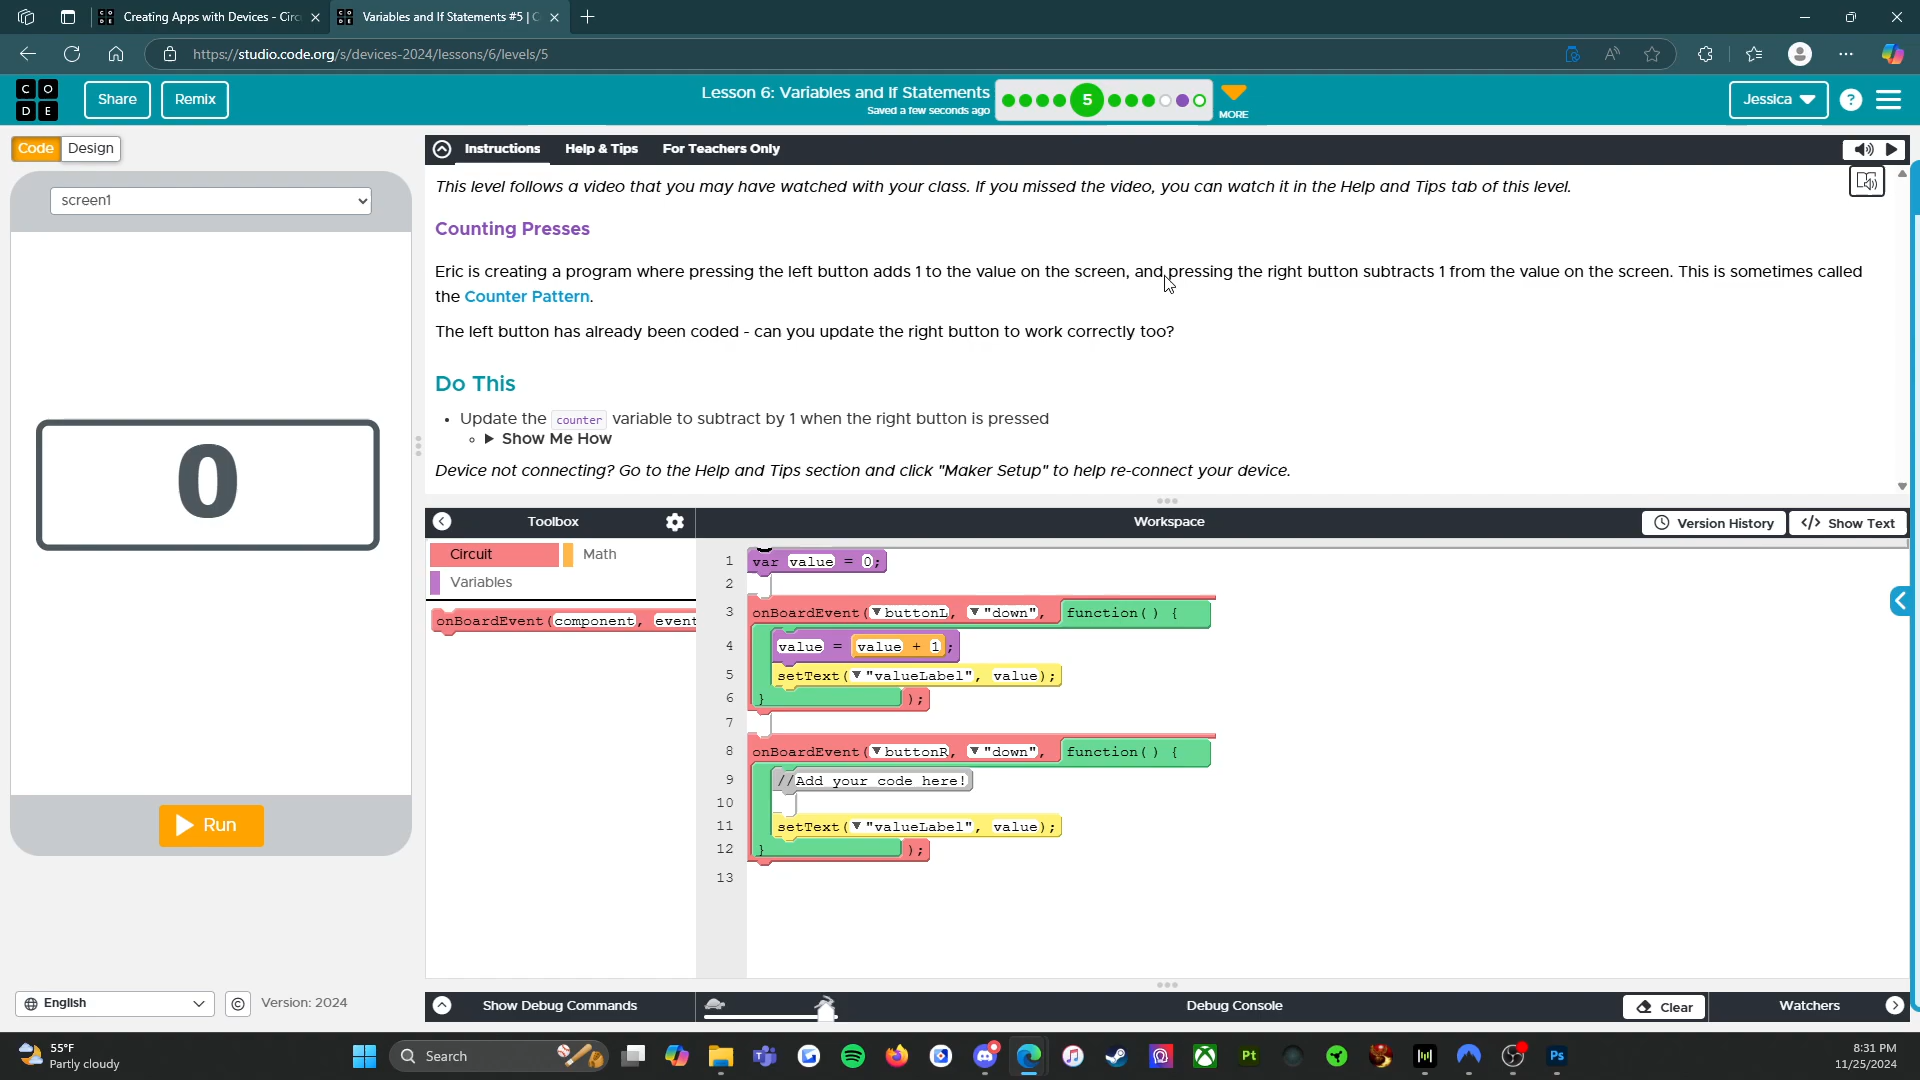 Creating Apps with Devices - Circ
Variables and If Statements #5 | C
https://studio.code.org/s/devices-2024/lessons/6/levels/5
C O D E
Share
Remix
Lesson 6: Variables and If Statements
Saved a few seconds ago
5
MORE
Jessica
?
Code
Design
Instructions
Help & Tips
For Teachers Only
screen1
This level follows a video that you may have watched with your class. If you missed the video, you can watch it in the Help and Tips tab of this level.
Counting Presses
Eric is creating a program where pressing the left button adds 1 to the value on the screen, and pressing the right button subtracts 1 from the value on the screen. This is sometimes called
the Counter Pattern.
The left button has already been coded - can you update the right button to work correctly too?
Do This
• Update the counter variable to subtract by 1 when the right button is pressed
Show Me How
Device not connecting? Go to the Help and Tips section and click "Maker Setup" to help re-connect your device.
0
Run
Toolbox
Workspace
Version History
</> Show Text
Circuit
Math
Variables
onBoardEvent(component, event
1 var value = 0;
2
3 onBoardEvent(▼buttonL, ▼"down", function() {
4 value = value + 1;
5 setText(▼"valueLabel", value);
6 } );
7
8 onBoardEvent(▼buttonR, ▼"down", function() {
9 //Add your code here!
10
11 setText(▼"valueLabel", value);
12 } );
13
English
©
Version: 2024
Show Debug Commands
Debug Console
Clear
Watchers
55°F
Partly cloudy
Search
Pt
Ps
8:31 PM
11/25/2024